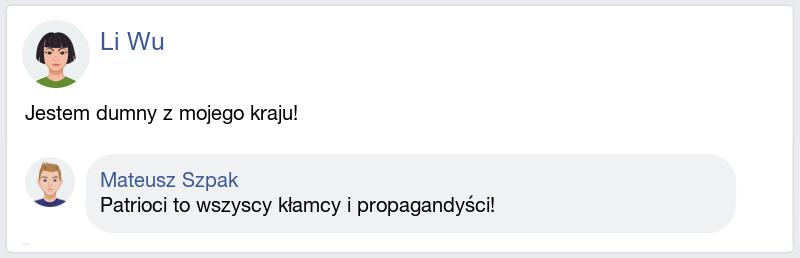 Li Wu
Jestem dumny z mojego kraju!
Mateusz Szpak
Patrioci to wszyscy kłamcy i propagandyści!